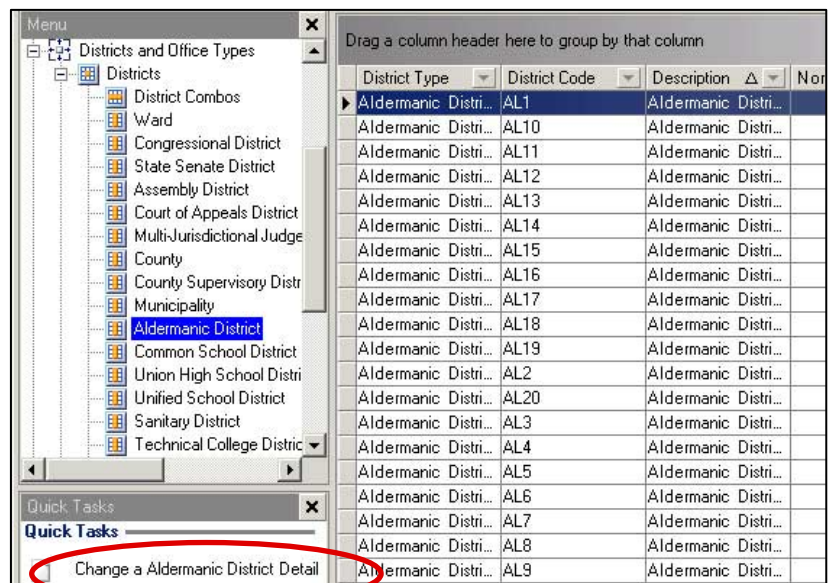 Menu
Districts and Office Types
Districts
District Combos
Ward
Congressional District
State Senate District
Assembly District
Court of Appeals District
Multi-Jurisdictional Judge
County
County Supervisory Distr
Municipality
Aldermanic District
Common School District
Union High School Distri
Unified School District
Sanitary District
Technical College Distric
Quick Tasks
Quick Tasks
Change a Aldermanic District Detail
Drag a column header here to group by that column
District Type District Code Description Nor
Aldermanic Distri... AL1 Aldermanic Distri...
Aldermanic Distri... AL10 Aldermanic Distri...
Aldermanic Distri... AL11 Aldermanic Distri...
Aldermanic Distri... AL12 Aldermanic Distri...
Aldermanic Distri... AL13 Aldermanic Distri...
Aldermanic Distri... AL14 Aldermanic Distri...
Aldermanic Distri... AL15 Aldermanic Distri...
Aldermanic Distri... AL16 Aldermanic Distri...
Aldermanic Distri... AL17 Aldermanic Distri...
Aldermanic Distri... AL18 Aldermanic Distri...
Aldermanic Distri... AL19 Aldermanic Distri...
Aldermanic Distri... AL2 Aldermanic Distri...
Aldermanic Distri... AL20 Aldermanic Distri...
Aldermanic Distri... AL3 Aldermanic Distri...
Aldermanic Distri... AL4 Aldermanic Distri...
Aldermanic Distri... AL5 Aldermanic Distri...
Aldermanic Distri... AL6 Aldermanic Distri...
Aldermanic Distri... AL7 Aldermanic Distri...
Aldermanic Distri... AL8 Aldermanic Distri...
Aldermanic Distri... AL9 Aldermanic Distri...